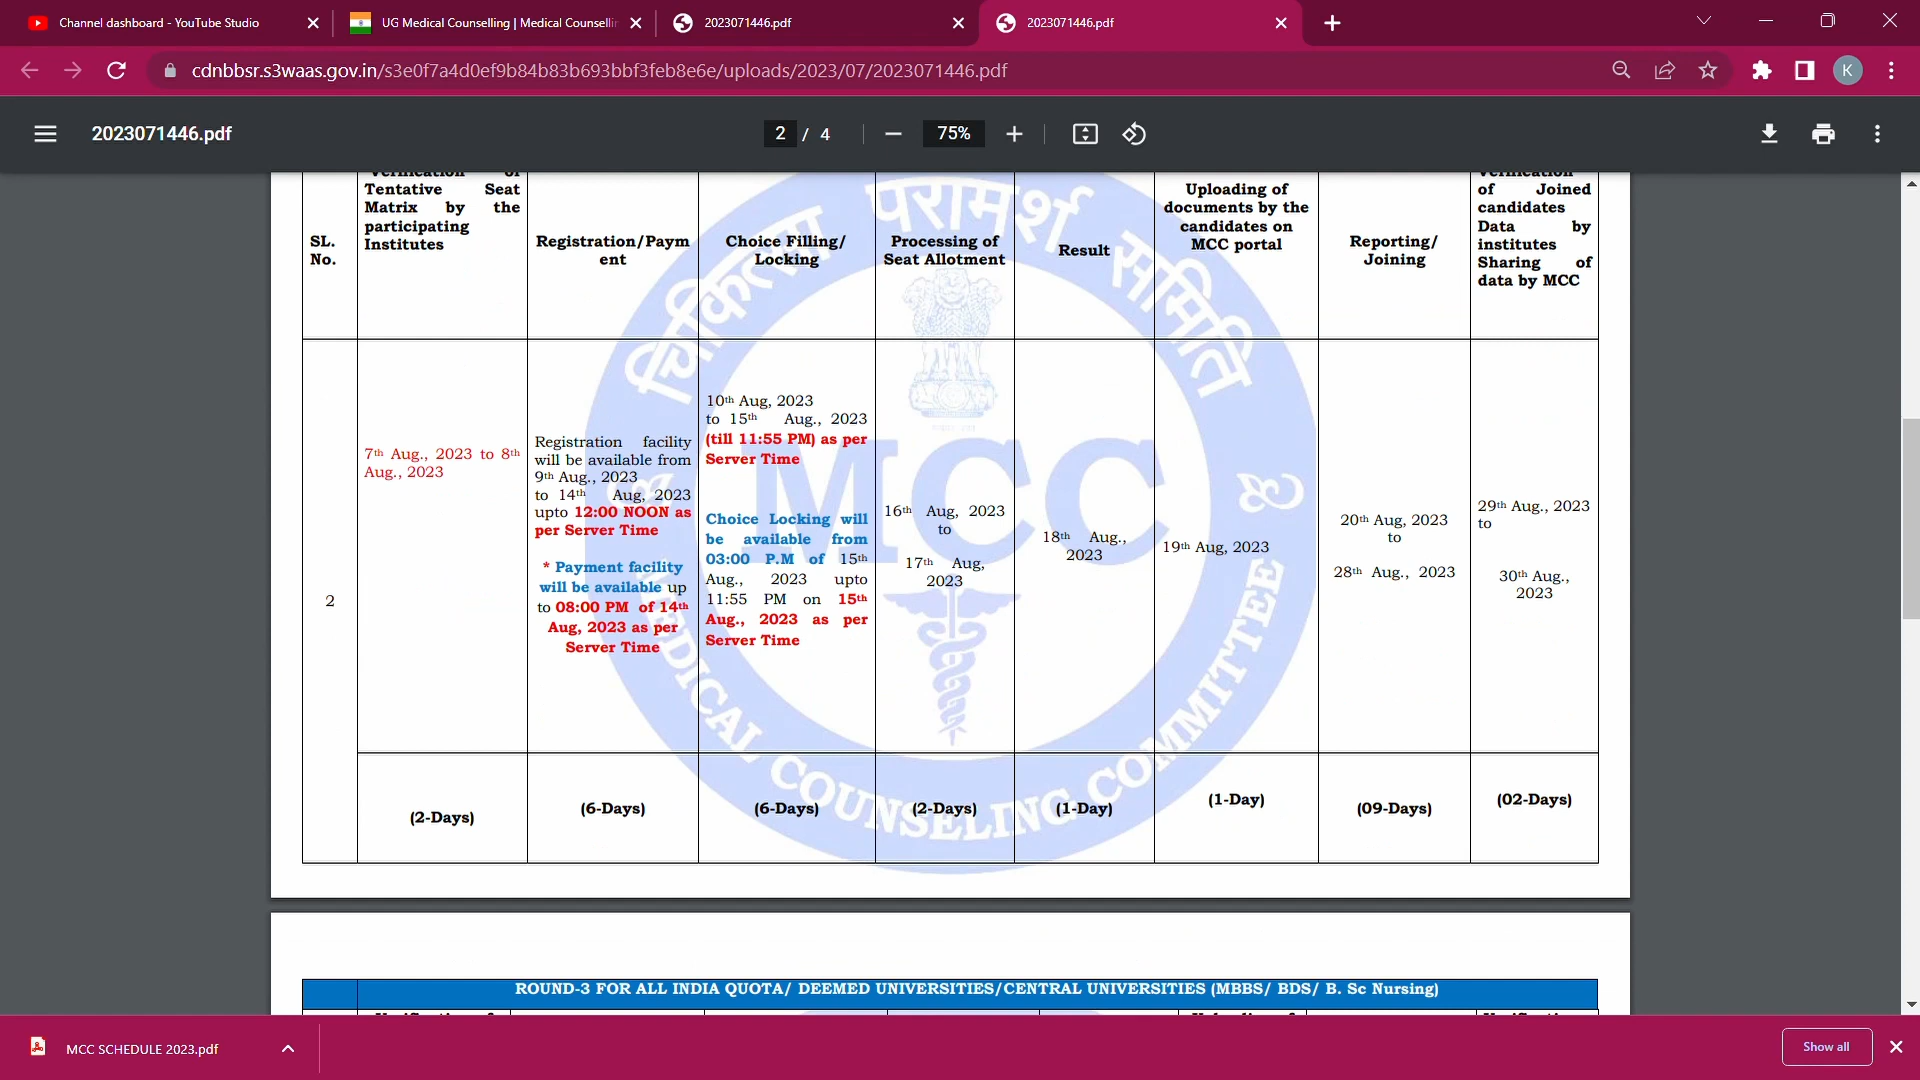 Channel dashboard - YouTube Studio
UG Medical Counselling | Medical Counselli
2023071446.pdf
2023071446.pdf
cdnbbsr.s3waas.gov.in/s3e0f7a4d0ef9b84b83b693bbf3feb8e6e/uploads/2023/07/2023071446.pdf
K
2023071446.pdf
2 / 4
75%
SL.
No.
Verification of
Tentative Seat
Matrix by the
participating
Institutes
Registration/Paym
ent
Choice Filling/
Locking
Processing of
Seat Allotment
Result
Uploading of
documents by the
candidates on
MCC portal
Reporting/
Joining
Verification
of Joined
candidates
Data by
institutes
Sharing of
data by MCC
2
7th Aug., 2023 to 8th
Aug., 2023
Registration facility
will be available from
9th Aug., 2023
to 14th Aug, 2023
upto 12:00 NOON as
per Server Time
* Payment facility
will be available up
to 08:00 PM of 14th
Aug, 2023 as per
Server Time
10th Aug, 2023
to 15th Aug., 2023
(till 11:55 PM) as per
Server Time
Choice Locking will
be available from
03:00 P.M of 15th
Aug., 2023 upto
11:55 PM on 15th
Aug., 2023 as per
Server Time
16th Aug, 2023
to
17th Aug,
2023
18th Aug.,
2023
19th Aug, 2023
20th Aug, 2023
to
28th Aug., 2023
29th Aug., 2023
to
30th Aug.,
2023
(2-Days)
(6-Days)
(6-Days)
(2-Days)
(1-Day)
(1-Day)
(09-Days)
(02-Days)
चिकित्सा परामर्श समिति
MCC
MEDICAL COUNSELING COMMITTEE
ROUND-3 FOR ALL INDIA QUOTA/ DEEMED UNIVERSITIES/CENTRAL UNIVERSITIES (MBBS/ BDS/ B. Sc Nursing)
MCC SCHEDULE 2023.pdf
Show all